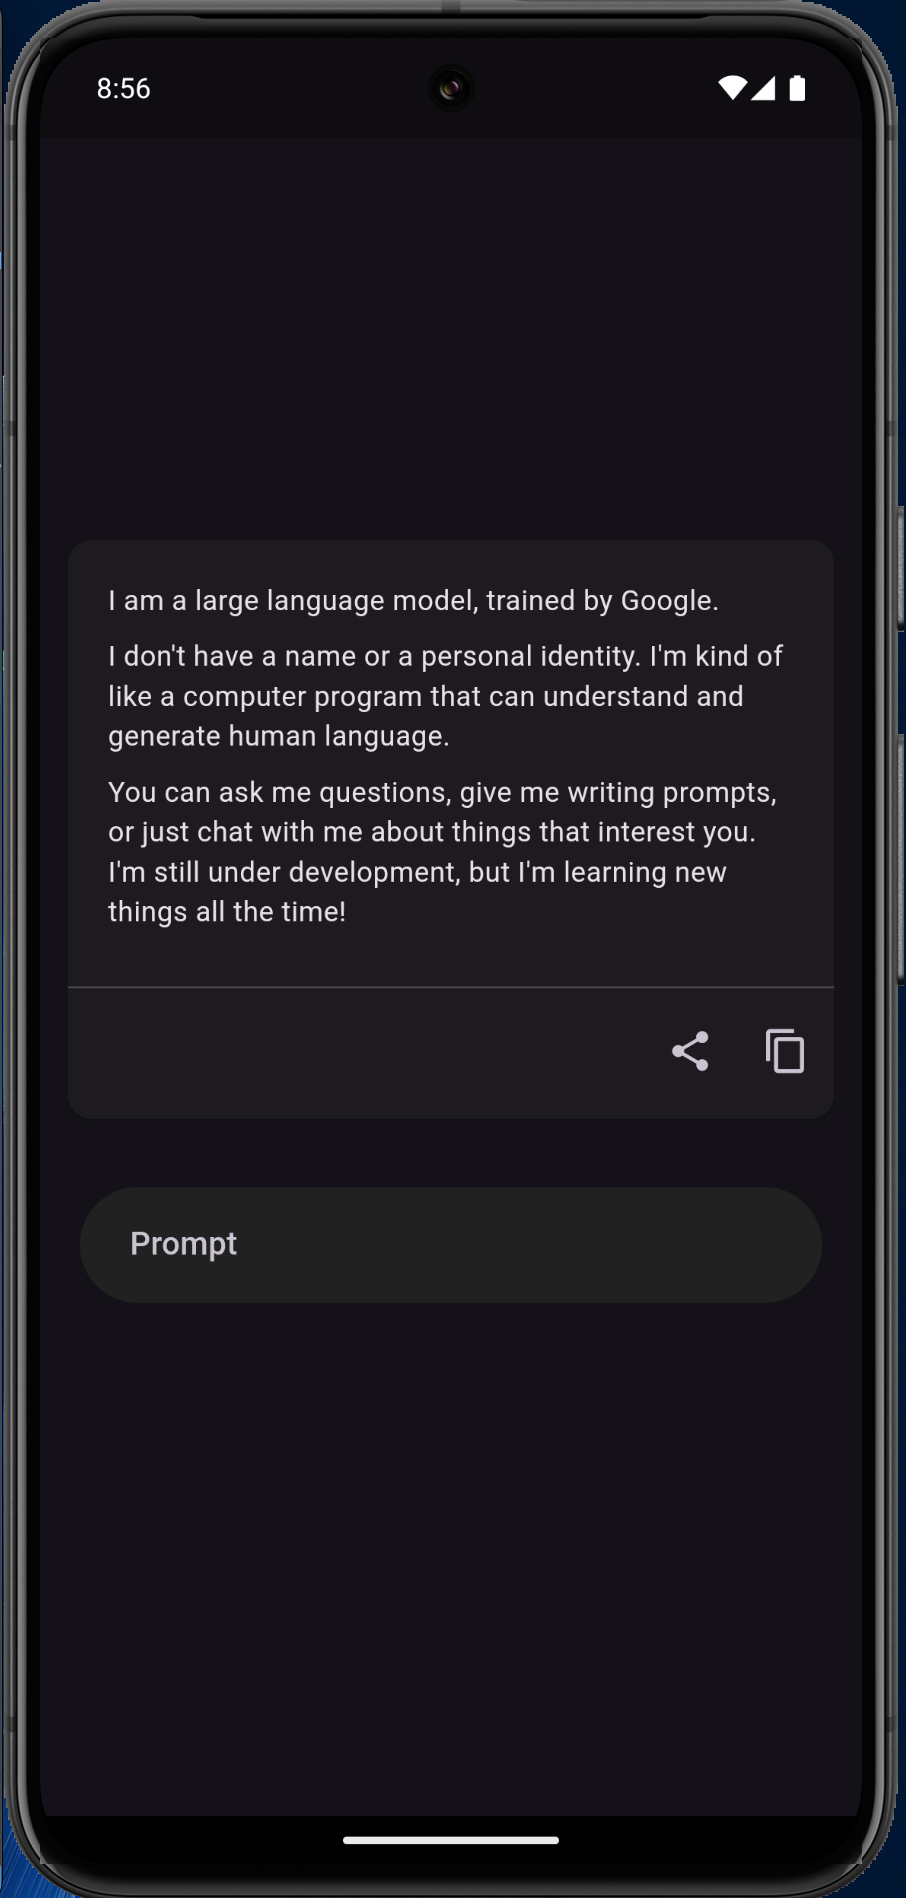 8:56
I am a large language model, trained by Google.
I don't have a name or a personal identity. I'm kind of
like a computer program that can understand and
generate human language.
You can ask me questions, give me writing prompts,
or just chat with me about things that interest you.
I'm still under development, but I'm learning new
things all the time!
Prompt